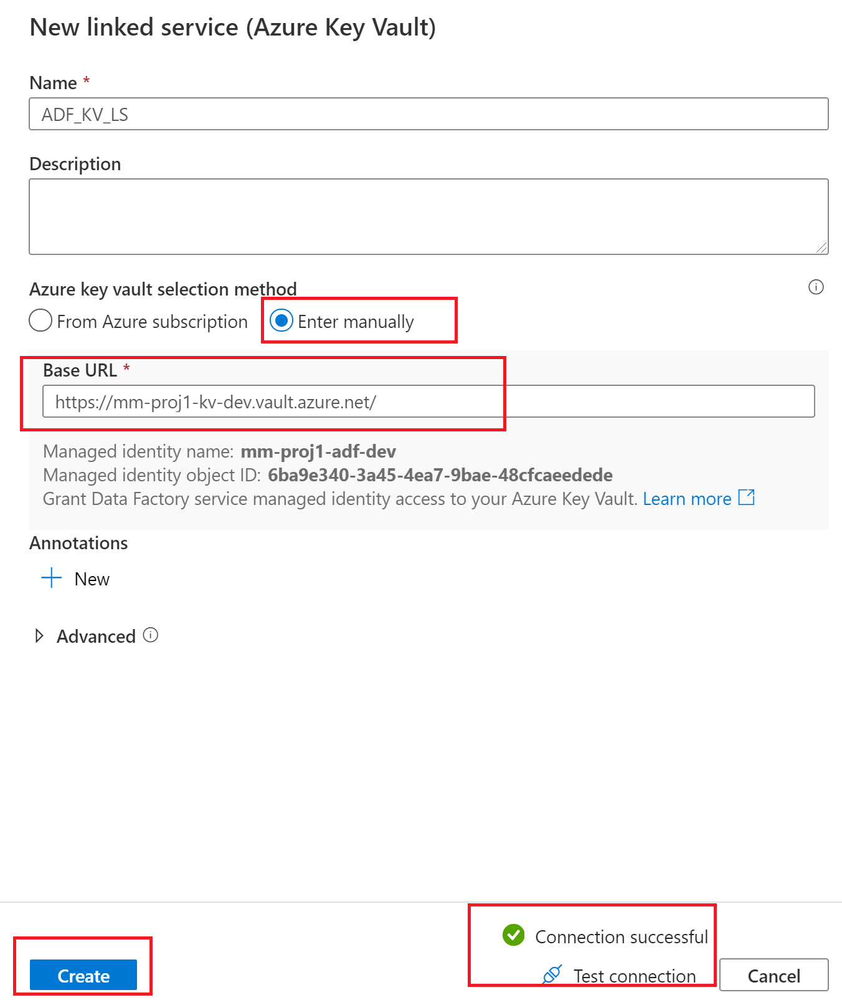 New linked service (Azure Key Vault)
Name *
ADF_KV_LS
Description
Azure key vault selection method
From Azure subscription Enter manually
Base URL *
https://mm-proj1-kv-dev.vault.azure.net/
Managed identity name: mm-proj1-adf-dev
Managed identity object ID: 6ba9e340-3a45-4ea7-9bae-48cfcaeedede
Grant Data Factory service managed identity access to your Azure Key Vault. Learn more
Annotations
New
Advanced
Connection successful
Create Test connection Cancel